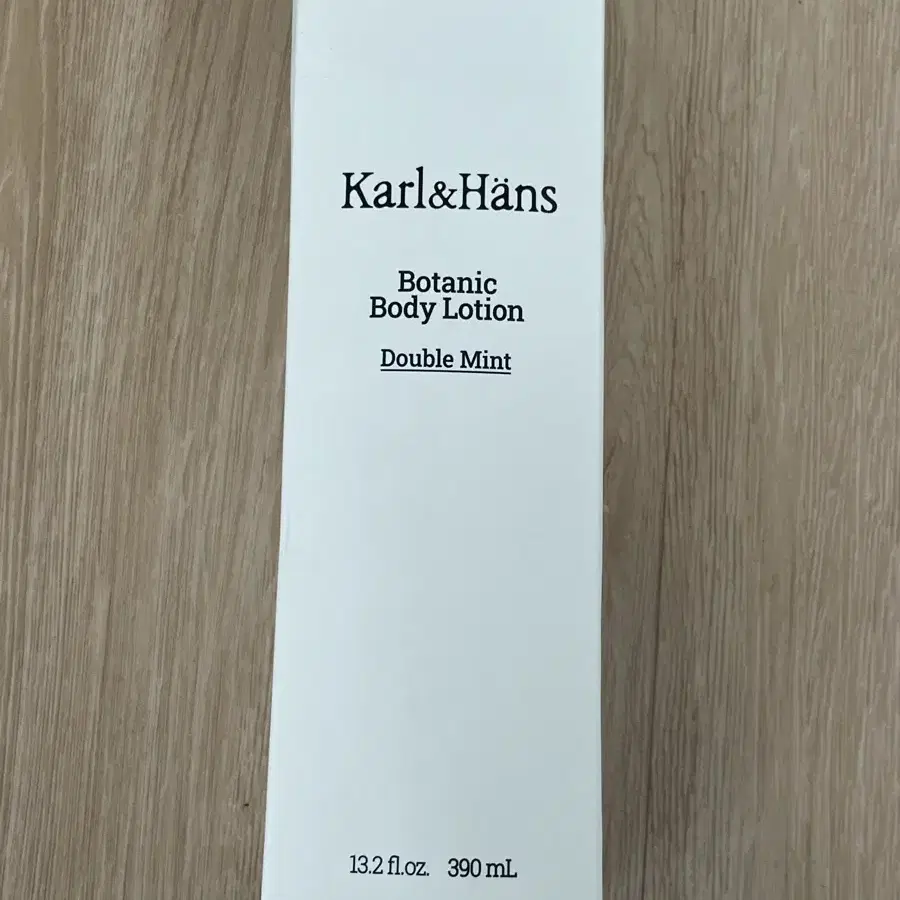 Karl&Häns
Botanic
Body Lotion
Double Mint
13.2 fl.oz. 390 mL